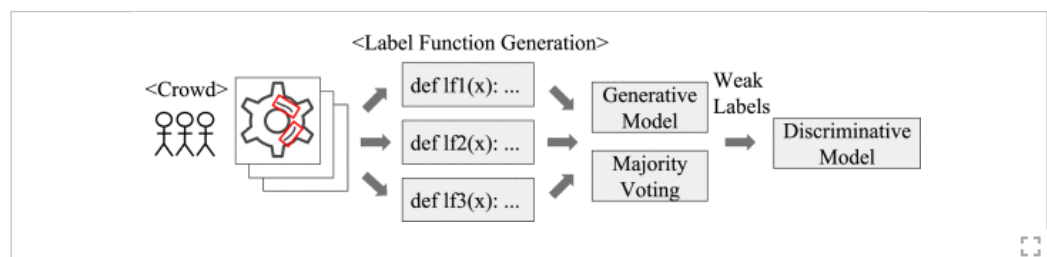 <Label Function Generation>
<Crowd>
def lf1(x): ...
def lf2(x): ...
def lf3(x): ...
Generative
Model
Majority
Voting
Weak
Labels
Discriminative
Model